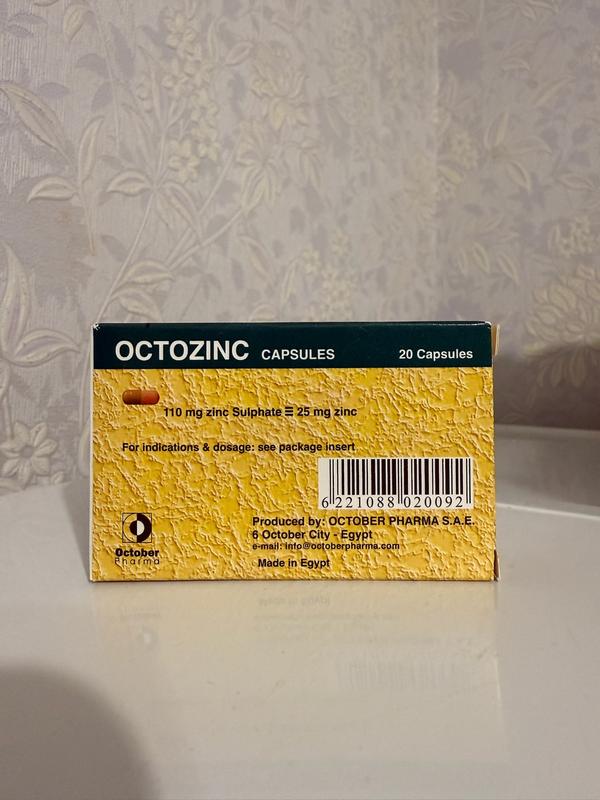 OCTOZINC CAPSULES 20 Capsules
110 mg zinc Sulphate ≡ 25 mg zinc
For indications & dosage: see package insert
6 221088 020092
Produced by: OCTOBER PHARMA S.A.E.
6 October City - Egypt
e-mail: info@octoberpharma.com
Made in Egypt
October
Pharma